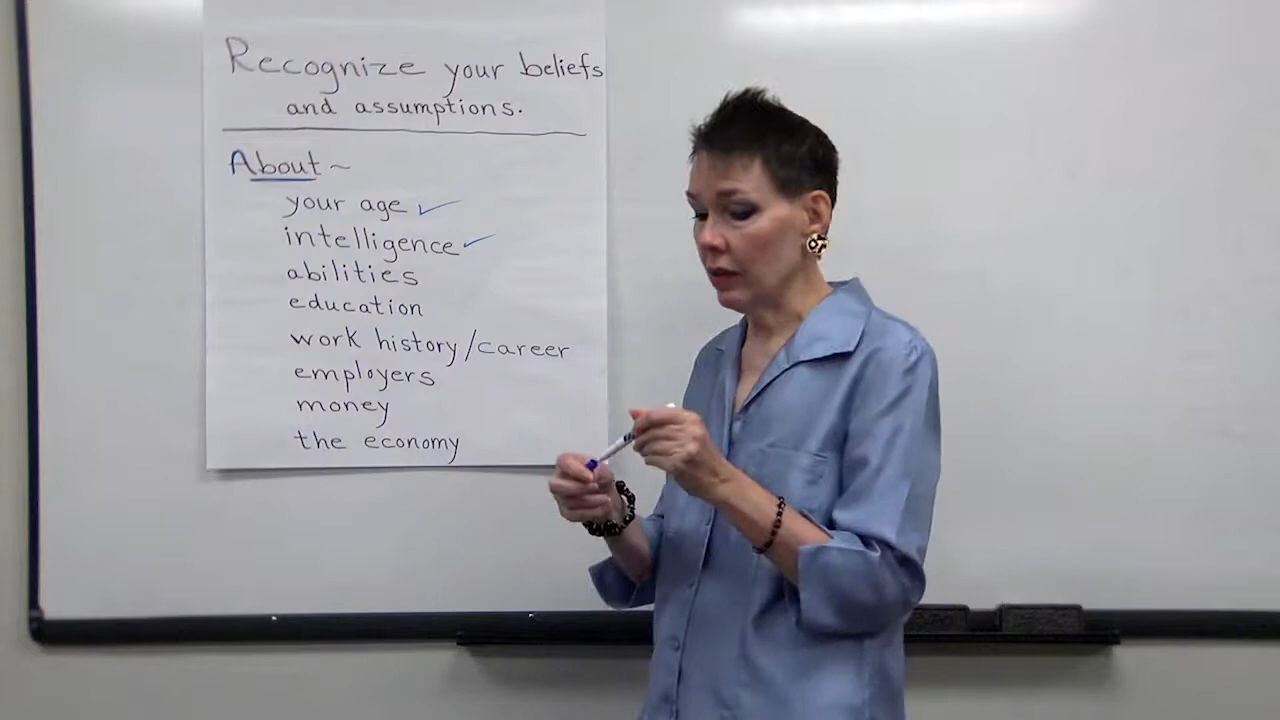 Recognize your beliefs
and assumptions.
About ~
your age ✓
intelligence ✓
abilities
education
work history/career
employers
money
the economy